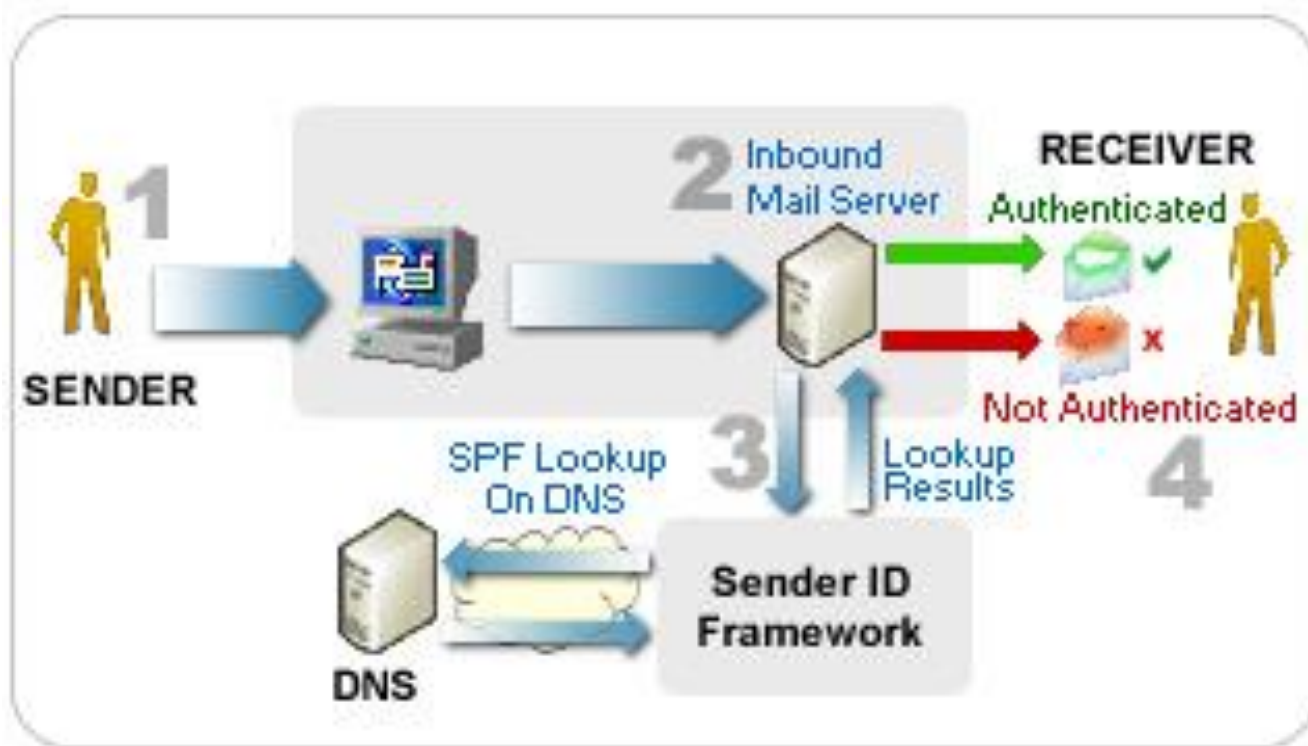 1
SENDER
2
Inbound
Mail Server
RECEIVER
Authenticated
x
Not Authenticated
3
SPF Lookup
On DNS
Lookup
Results
4
Sender ID
Framework
DNS